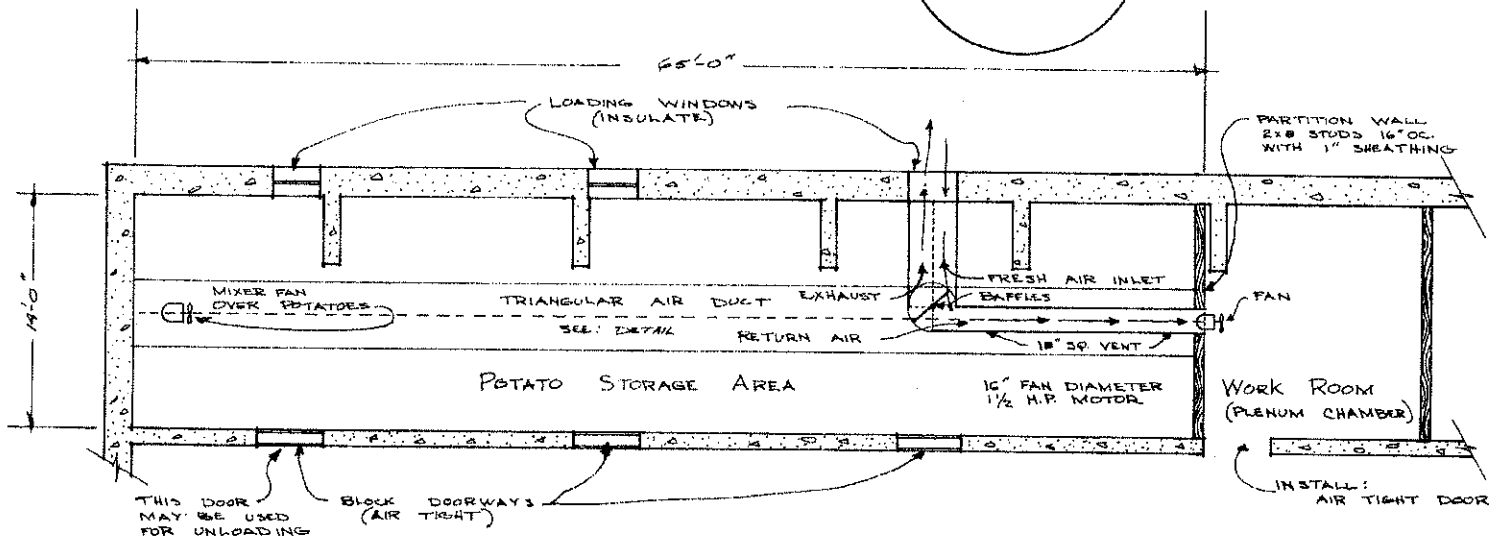 65'-0"
LOADING WINDOWS
(INSULATE)
PARTITION WALL
2x8 STUDS 16" OC.
WITH 1" SHEATHING
14'-0"
MIXER FAN
OVER POTATOES
TRIANGULAR AIR DUCT
SEE: DETAIL
EXHAUST
FRESH AIR INLET
BAFFLES
RETURN AIR
FAN
18" SQ. VENT
POTATO STORAGE AREA
16" FAN DIAMETER
1 1/2 H.P. MOTOR
WORK ROOM
(PLENUM CHAMBER)
THIS DOOR
MAY BE USED
FOR UNLOADING
BLOCK DOORWAYS
(AIR TIGHT)
INSTALL:
AIR TIGHT DOOR